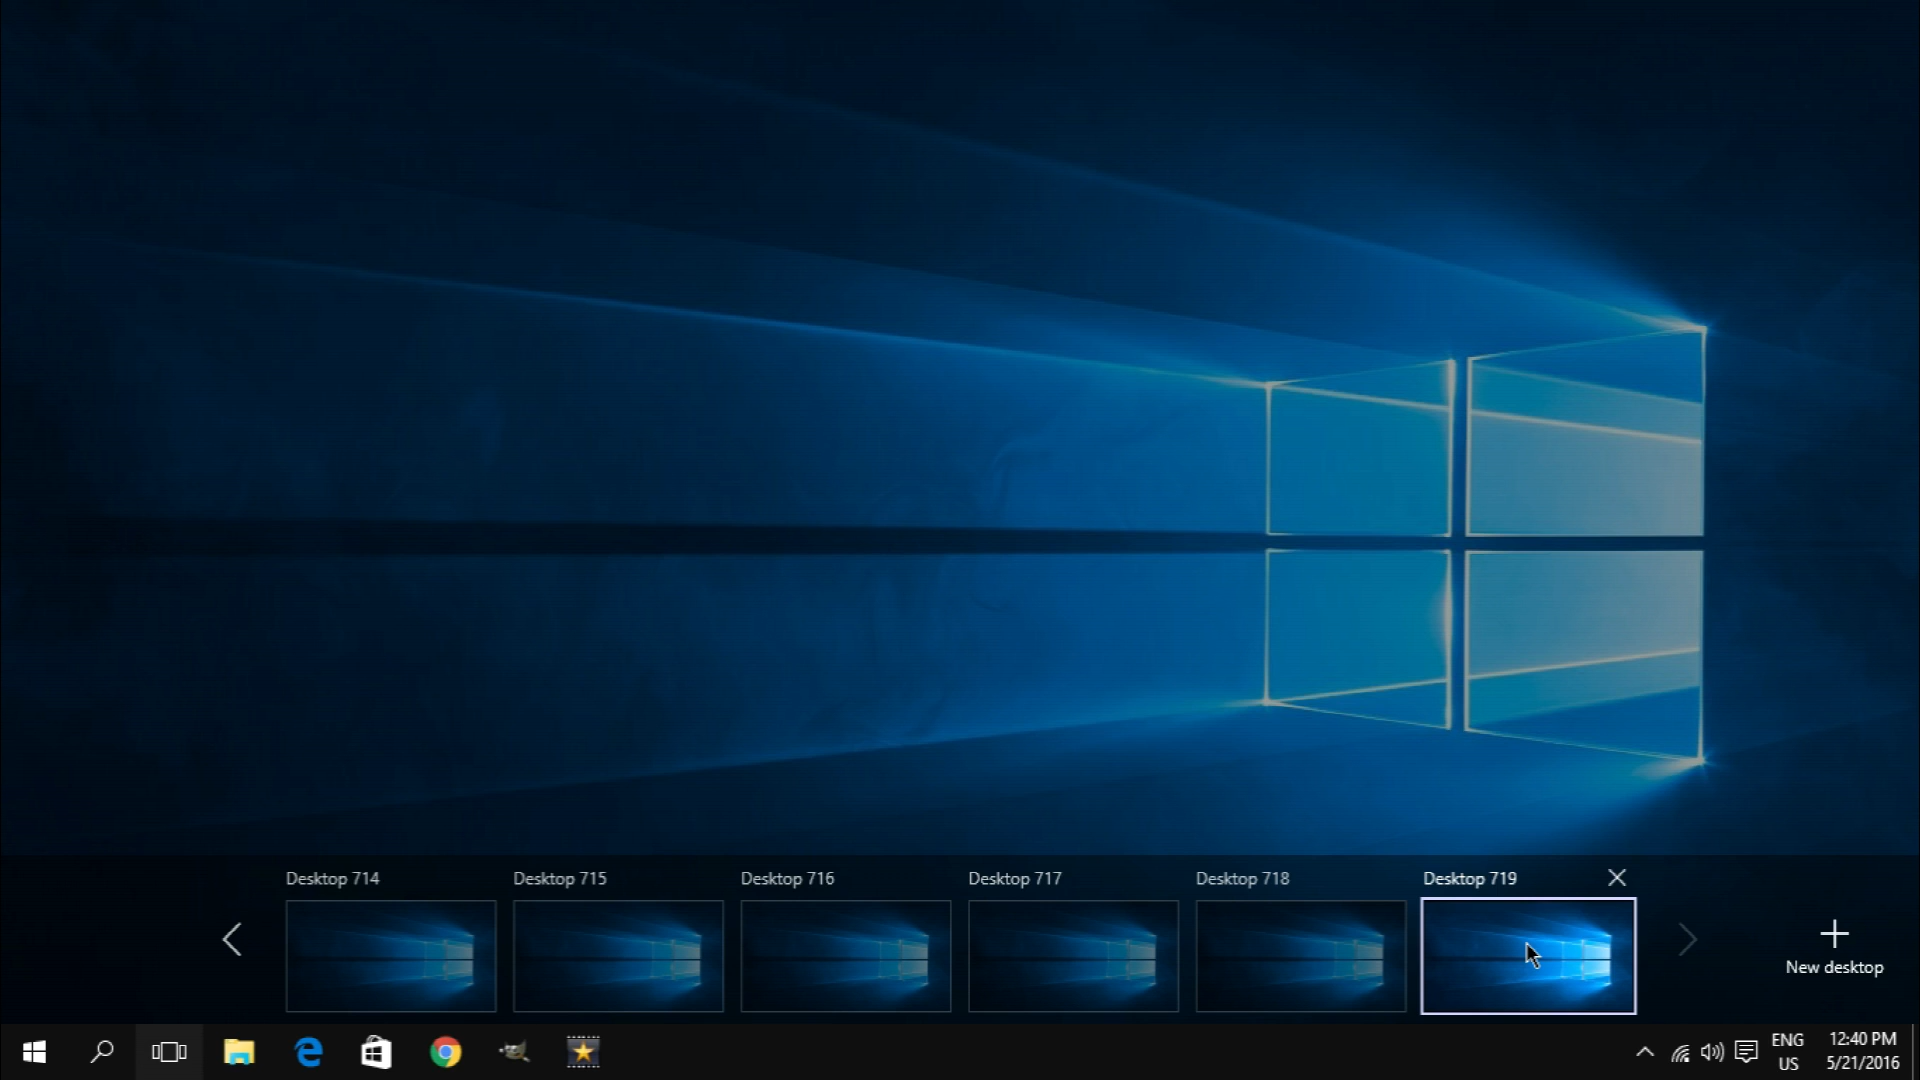 Desktop 714
Desktop 715
Desktop 716
Desktop 717
Desktop 718
Desktop 719
New desktop
ENG
US
12:40 PM
5/21/2016